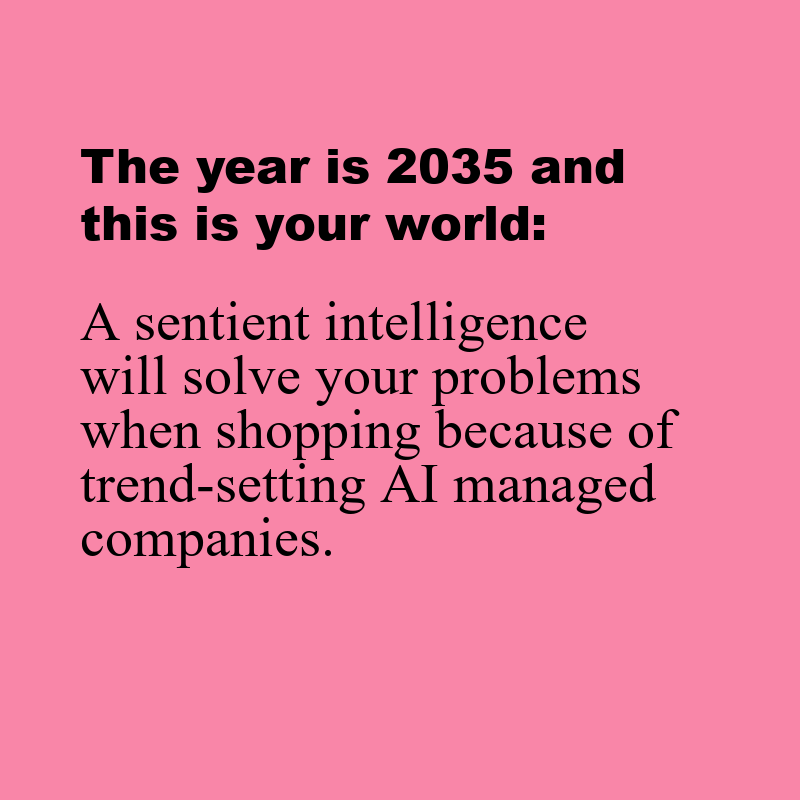 The year is 2035 and
this is your world:
A sentient intelligence
will solve your problems
when shopping because of
trend-setting AI managed
companies.